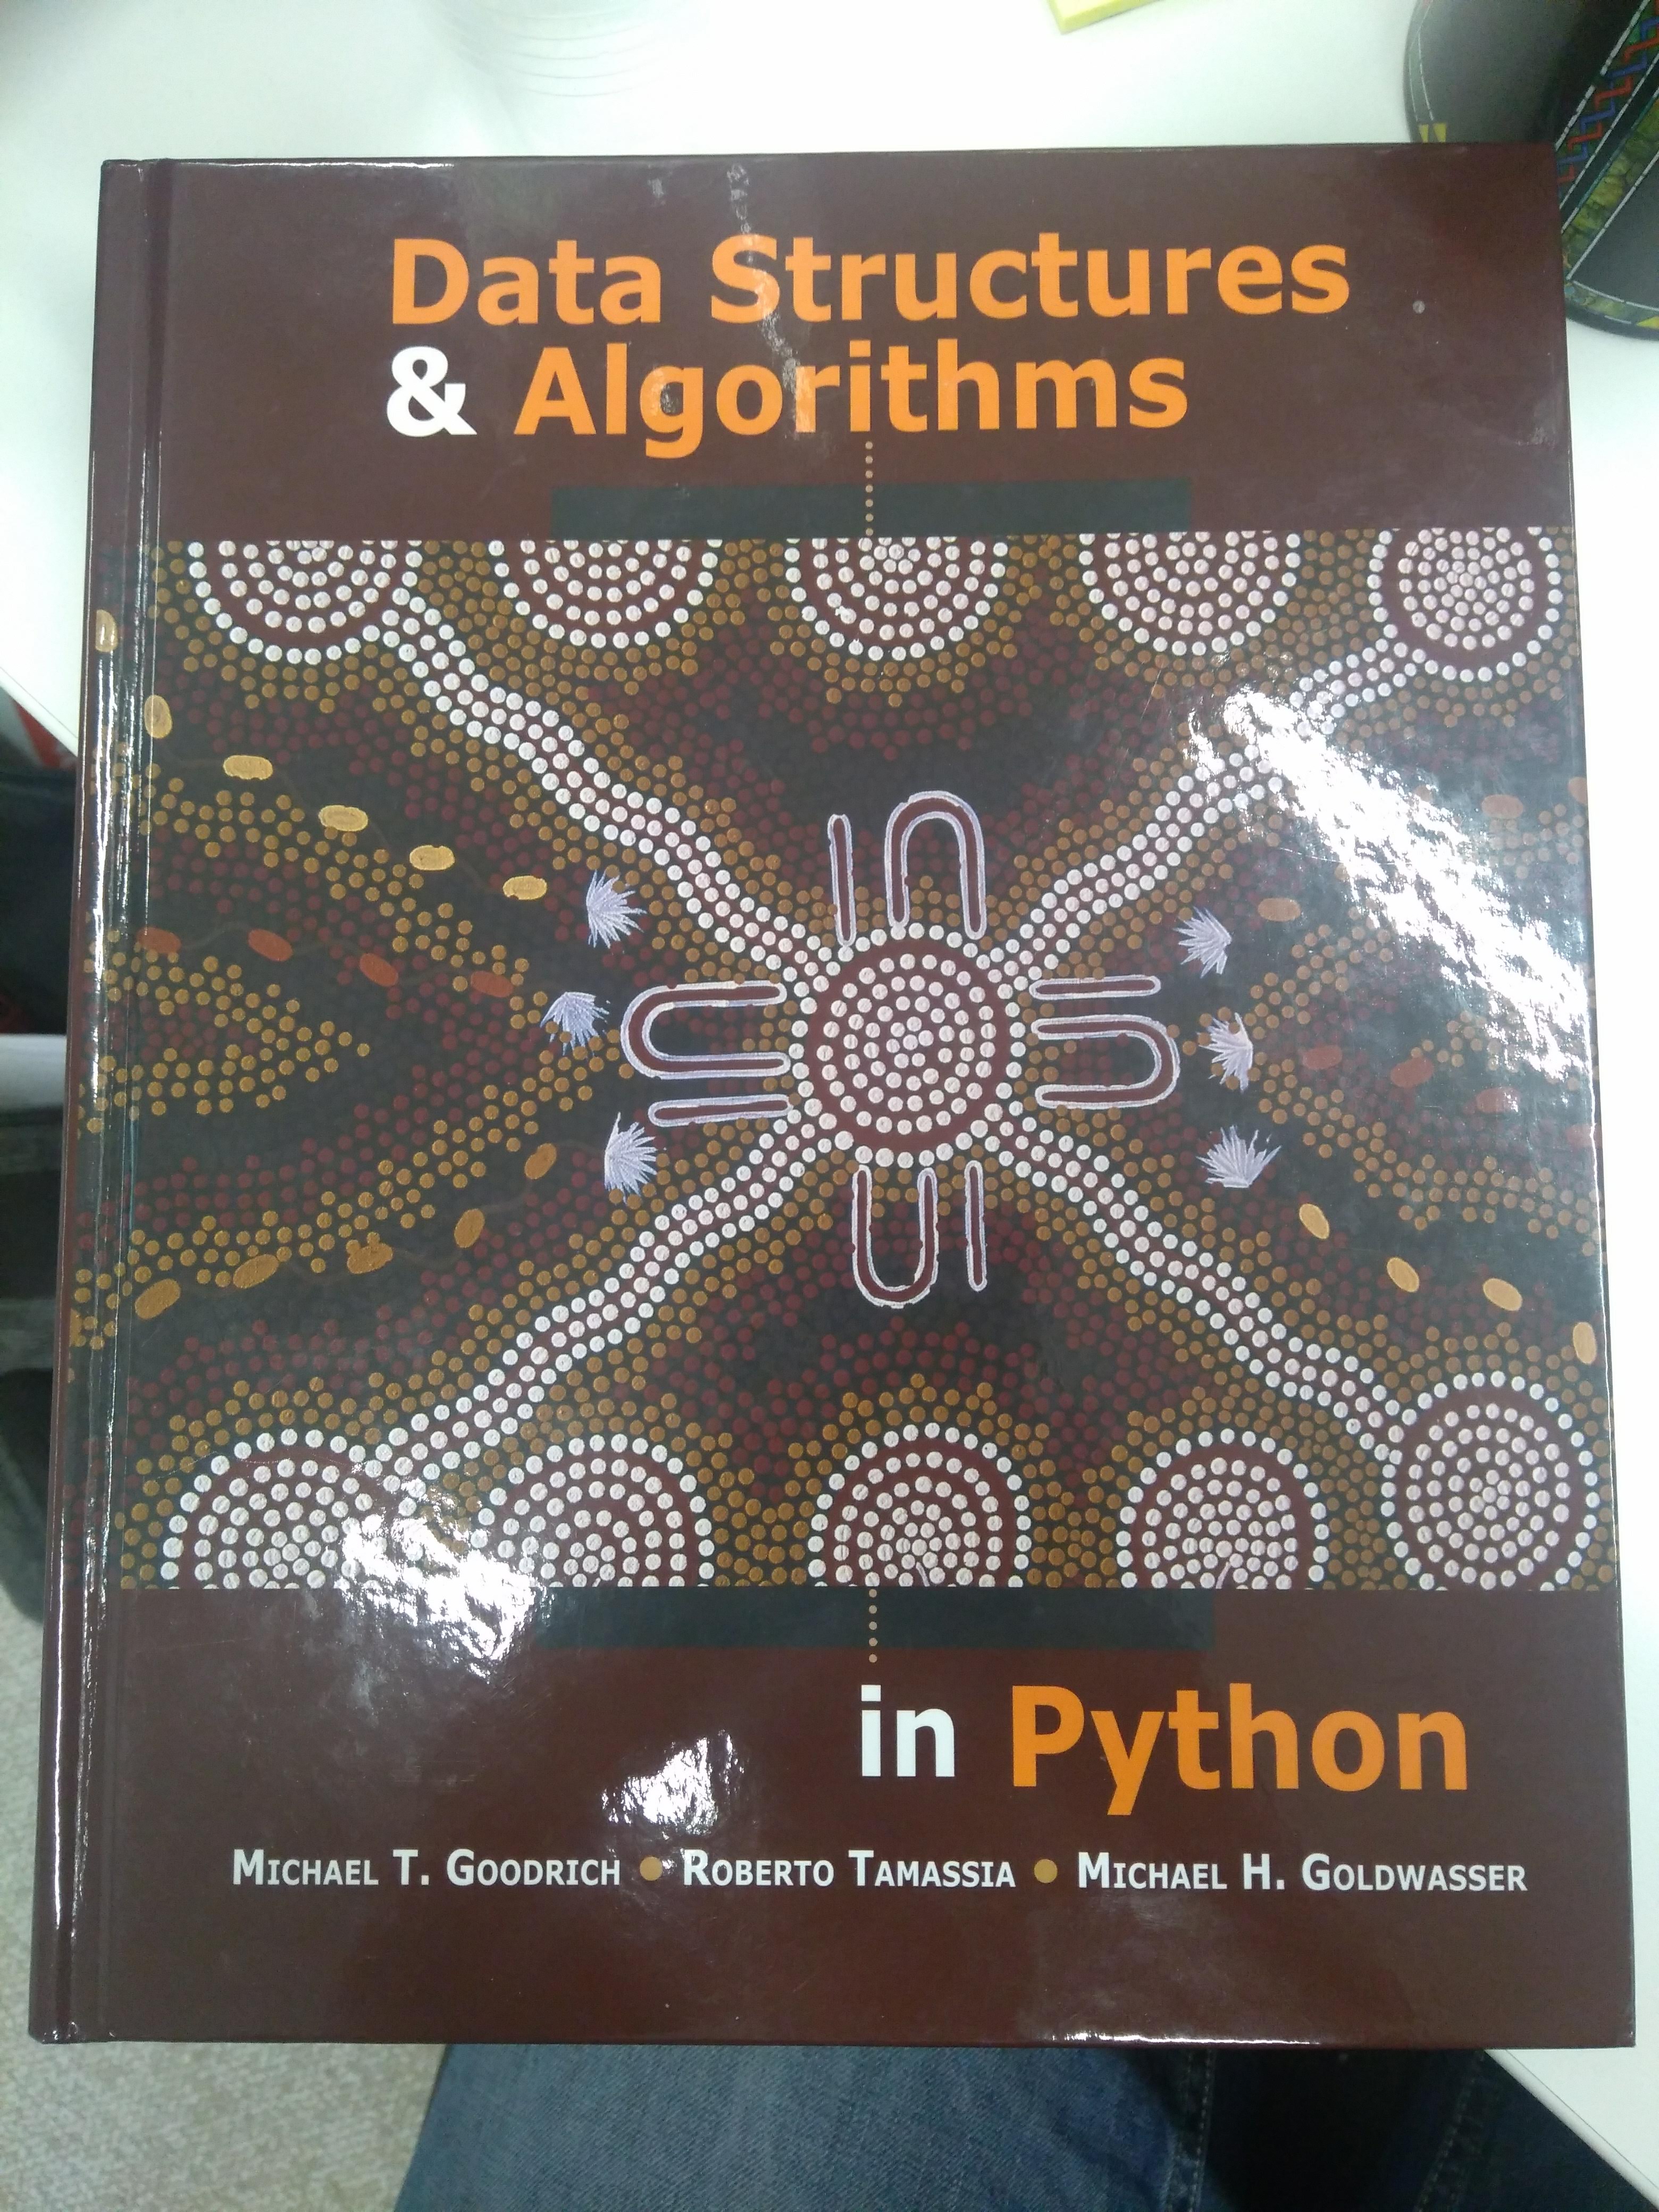 Data Structures
& Algorithms
in Python
MICHAEL T. GOODRICH • ROBERTO TAMASSIA • MICHAEL H. GOLDWASSER